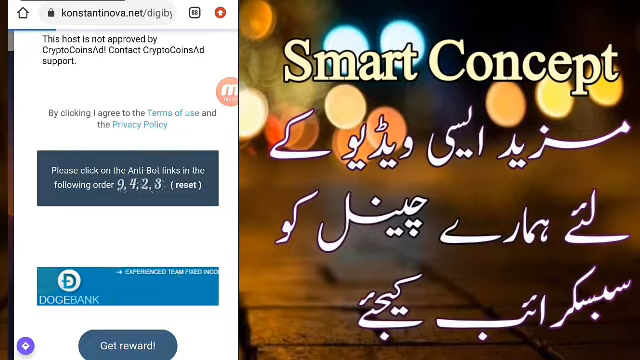 konstantinova.net/digiby
88
This host is not approved by
CryptoCoinsAd! Contact CryptoCoinsAd
support.
By clicking I agree to the Terms of use and
the Privacy Policy
Please click on the Anti-Bot links in the
following order 9, 4, 2, 3 ( reset )
→ EXPERIENCED TEAM FIXED INCO
DOGEBANK
Get reward!
Smart Concept
مزید ایسی ویڈیو کے
لئے ہمارے چینل کو
سبسکرائب کیجئے